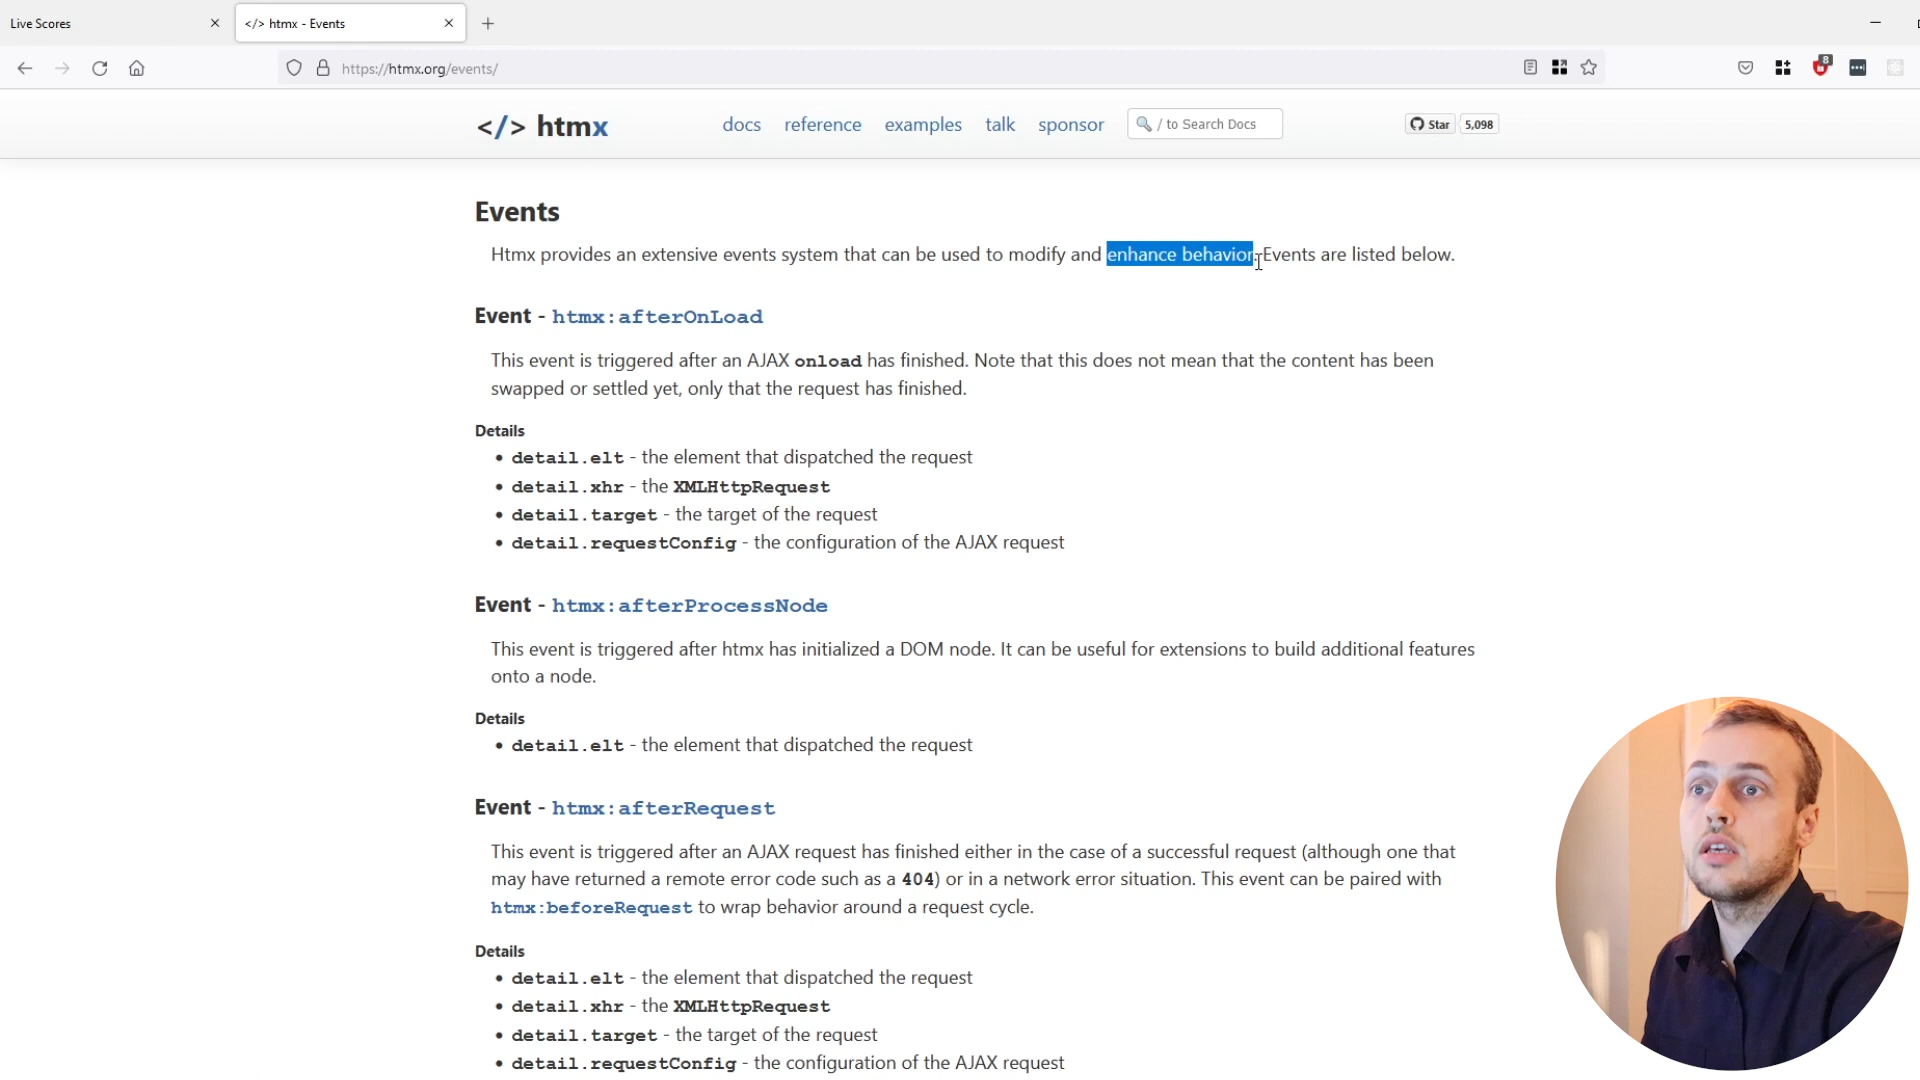 Live Scores
</> htmx - Events
https://htmx.org/events/
8
</> htmx
docs reference examples talk sponsor
/ to Search Docs
Star 5,098
Events
Htmx provides an extensive events system that can be used to modify and enhance behavior. Events are listed below.
Event - htmx:afterOnLoad
This event is triggered after an AJAX onload has finished. Note that this does not mean that the content has been
swapped or settled yet, only that the request has finished.
Details
• detail.elt - the element that dispatched the request
• detail.xhr - the XMLHttpRequest
• detail.target - the target of the request
• detail.requestConfig - the configuration of the AJAX request
Event - htmx:afterProcessNode
This event is triggered after htmx has initialized a DOM node. It can be useful for extensions to build additional features
onto a node.
Details
• detail.elt - the element that dispatched the request
Event - htmx:afterRequest
This event is triggered after an AJAX request has finished either in the case of a successful request (although one that
may have returned a remote error code such as a 404) or in a network error situation. This event can be paired with
htmx:beforeRequest to wrap behavior around a request cycle.
Details
• detail.elt - the element that dispatched the request
• detail.xhr - the XMLHttpRequest
• detail.target - the target of the request
• detail.requestConfig - the configuration of the AJAX request